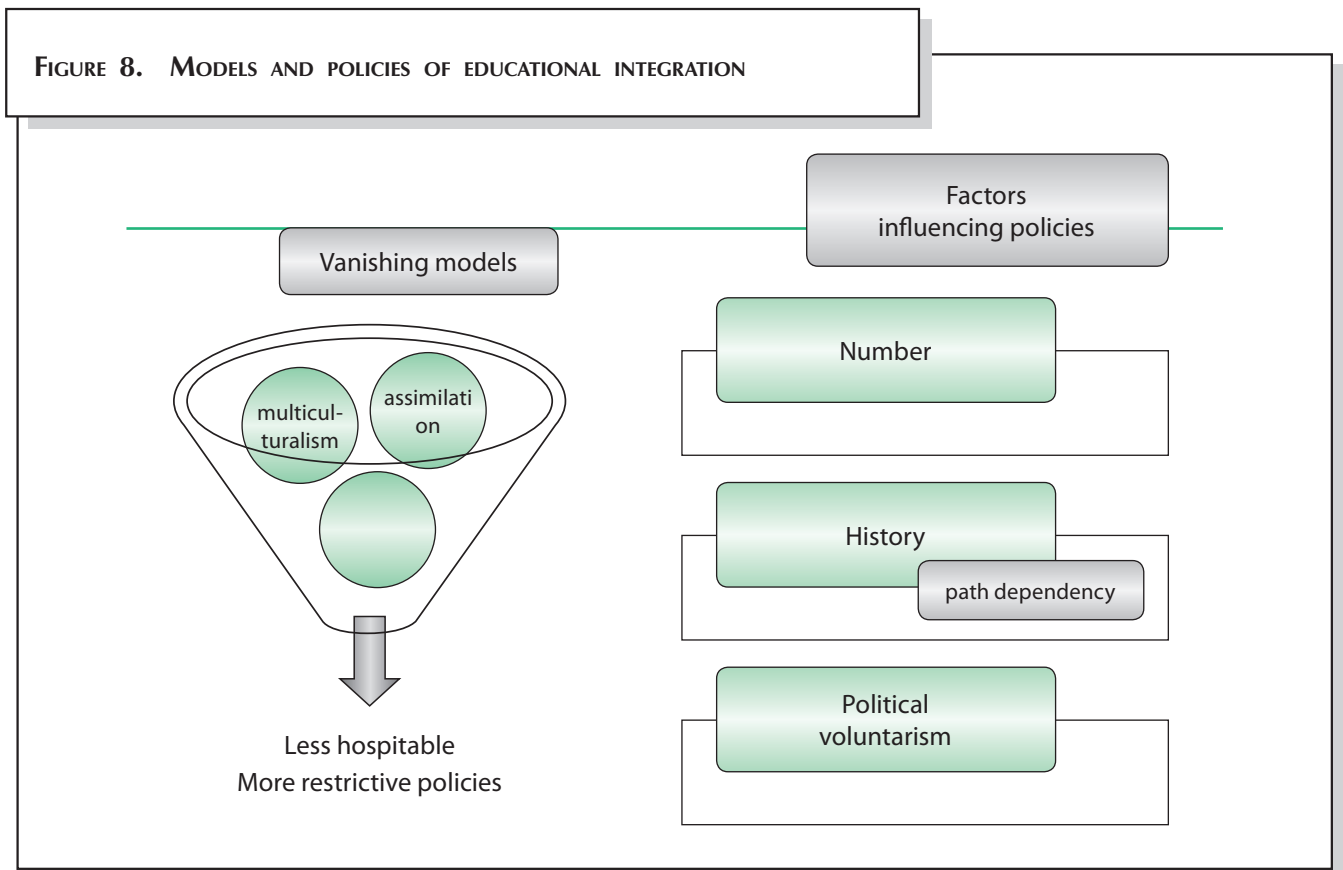 FIGURE 8. MODELS AND POLICIES OF EDUCATIONAL INTEGRATION
Vanishing models
multicul-
turalism
assimilati
on
Less hospitable
More restrictive policies
Factors
influencing policies
Number
History
path dependency
Political
voluntarism